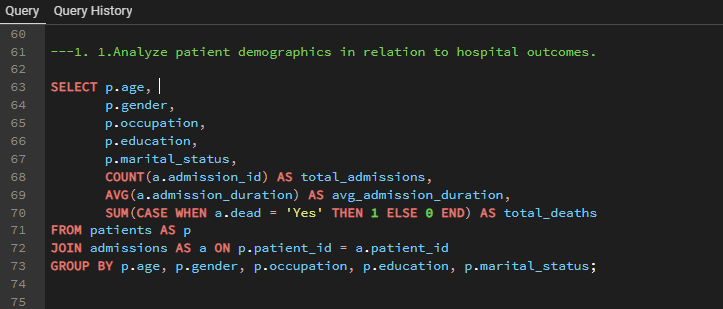 Query Query History
60
61 ---1. 1.Analyze patient demographics in relation to hospital outcomes.
62
63 SELECT p.age,
64 p.gender,
65 p.occupation,
66 p.education,
67 p.marital_status,
68 COUNT(a.admission_id) AS total_admissions,
69 AVG(a.admission_duration) AS avg_admission_duration,
70 SUM(CASE WHEN a.dead = 'Yes' THEN 1 ELSE 0 END) AS total_deaths
71 FROM patients AS p
72 JOIN admissions AS a ON p.patient_id = a.patient_id
73 GROUP BY p.age, p.gender, p.occupation, p.education, p.marital_status;
74
75